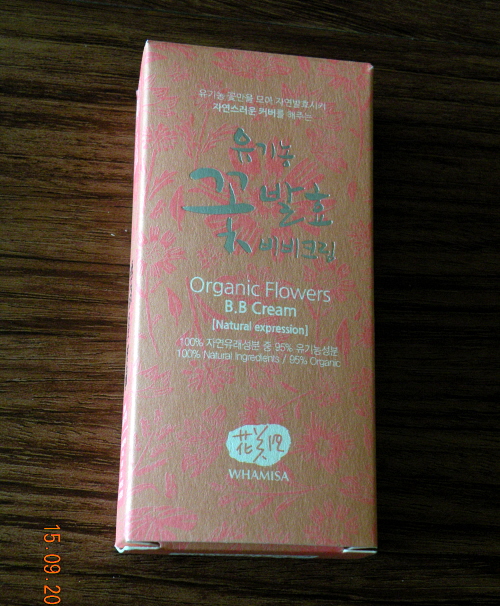 유기농 꽃만을 모아 자연발효시켜
자연스러운 커버를 해주는
유기농
꽃발효
비비크림
Organic Flowers
B.B Cream
[Natural expression]
100% 자연유래성분 중 95% 유기농성분
100% Natural Ingredients / 95% Organic
WHAMISA
15.09.20